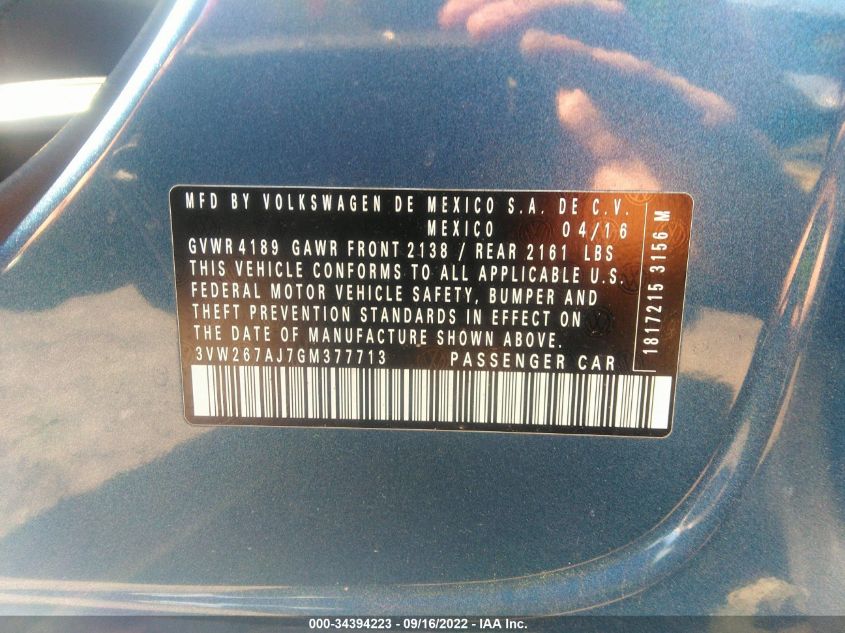 MFD BY VOLKSWAGEN DE MEXICO S.A. DE C.V.
MEXICO 04/16
GVWR 4189 GAWR FRONT 2138 / REAR 2161 LBS
THIS VEHICLE CONFORMS TO ALL APPLICABLE U.S.
FEDERAL MOTOR VEHICLE SAFETY, BUMPER AND
THEFT PREVENTION STANDARDS IN EFFECT ON
THE DATE OF MANUFACTURE SHOWN ABOVE.
3VW267AJ7GM377713 PASSENGER CAR
1817215 3156 M
000-34394223 - 09/16/2022 - IAA Inc.